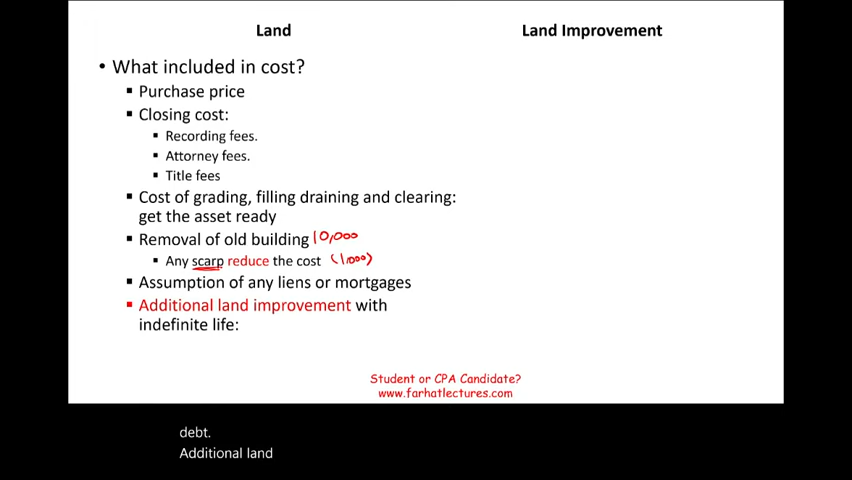 Land
Land Improvement
• What included in cost?
▪ Purchase price
▪ Closing cost:
▪ Recording fees.
▪ Attorney fees.
▪ Title fees
▪ Cost of grading, filling draining and clearing:
get the asset ready
▪ Removal of old building 10,000
▪ Any scarp reduce the cost (1,000)
▪ Assumption of any liens or mortgages
▪ Additional land improvement with
indefinite life:
Student or CPA Candidate?
www.farhatlectures.com
debt.
Additional land